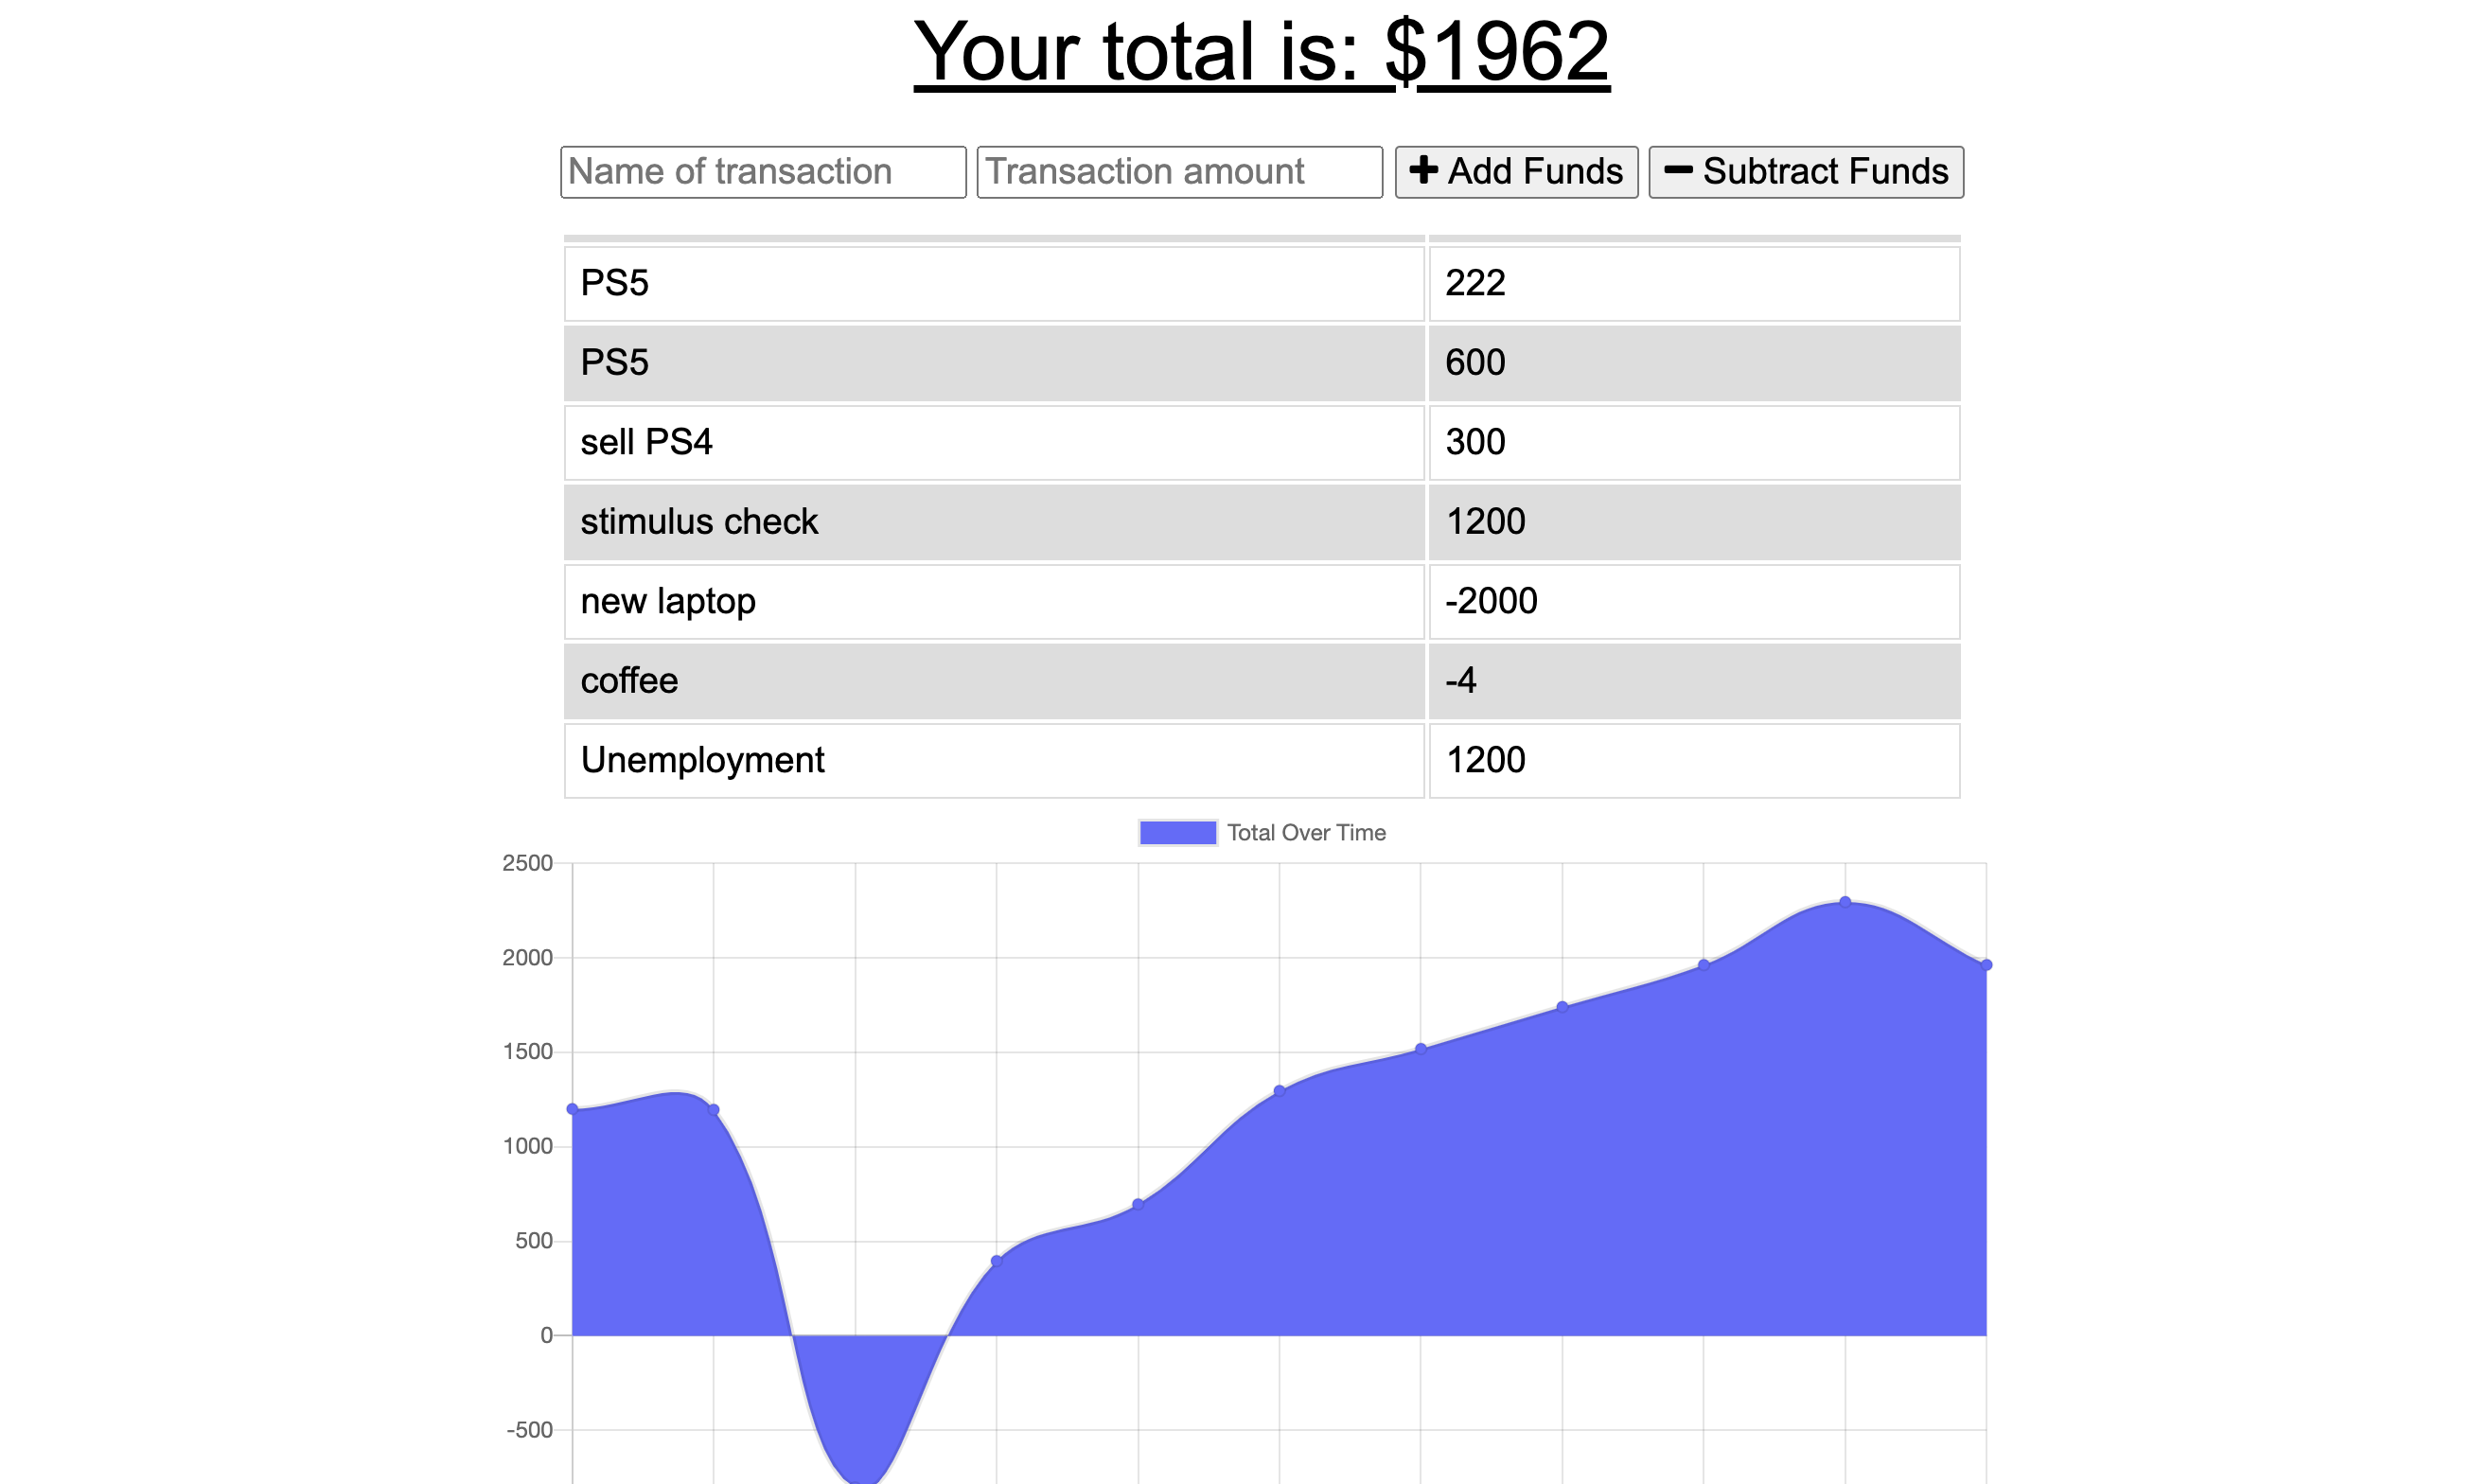 Your total is: $1962
Name of transaction Transaction amount Add Funds Subtract Funds
PS5 222
PS5 600
sell PS4 300
stimulus check 1200
new laptop -2000
coffee -4
Unemployment 1200
Total Over Time
2500
2000
1500
1000
500
0
-500